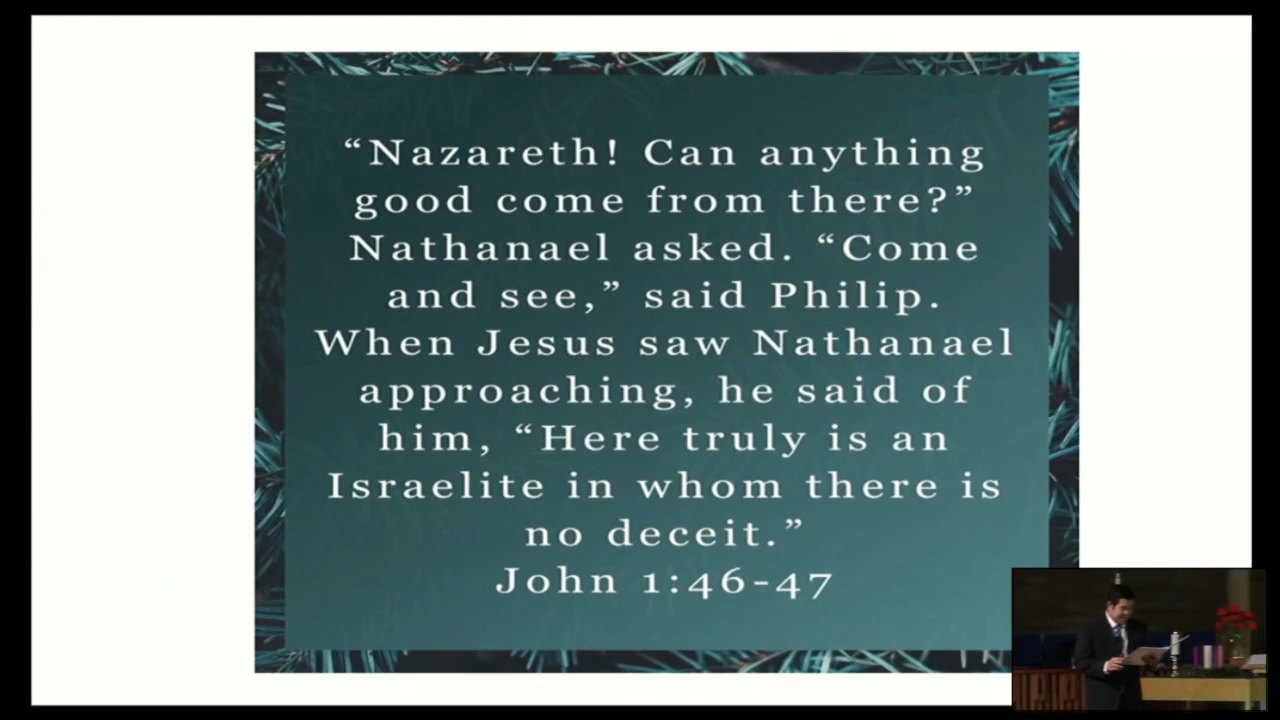 “Nazareth! Can anything
good come from there?”
Nathanael asked. “Come
and see,” said Philip.
When Jesus saw Nathanael
approaching, he said of
him, “Here truly is an
Israelite in whom there is
no deceit.”
John 1:46-47